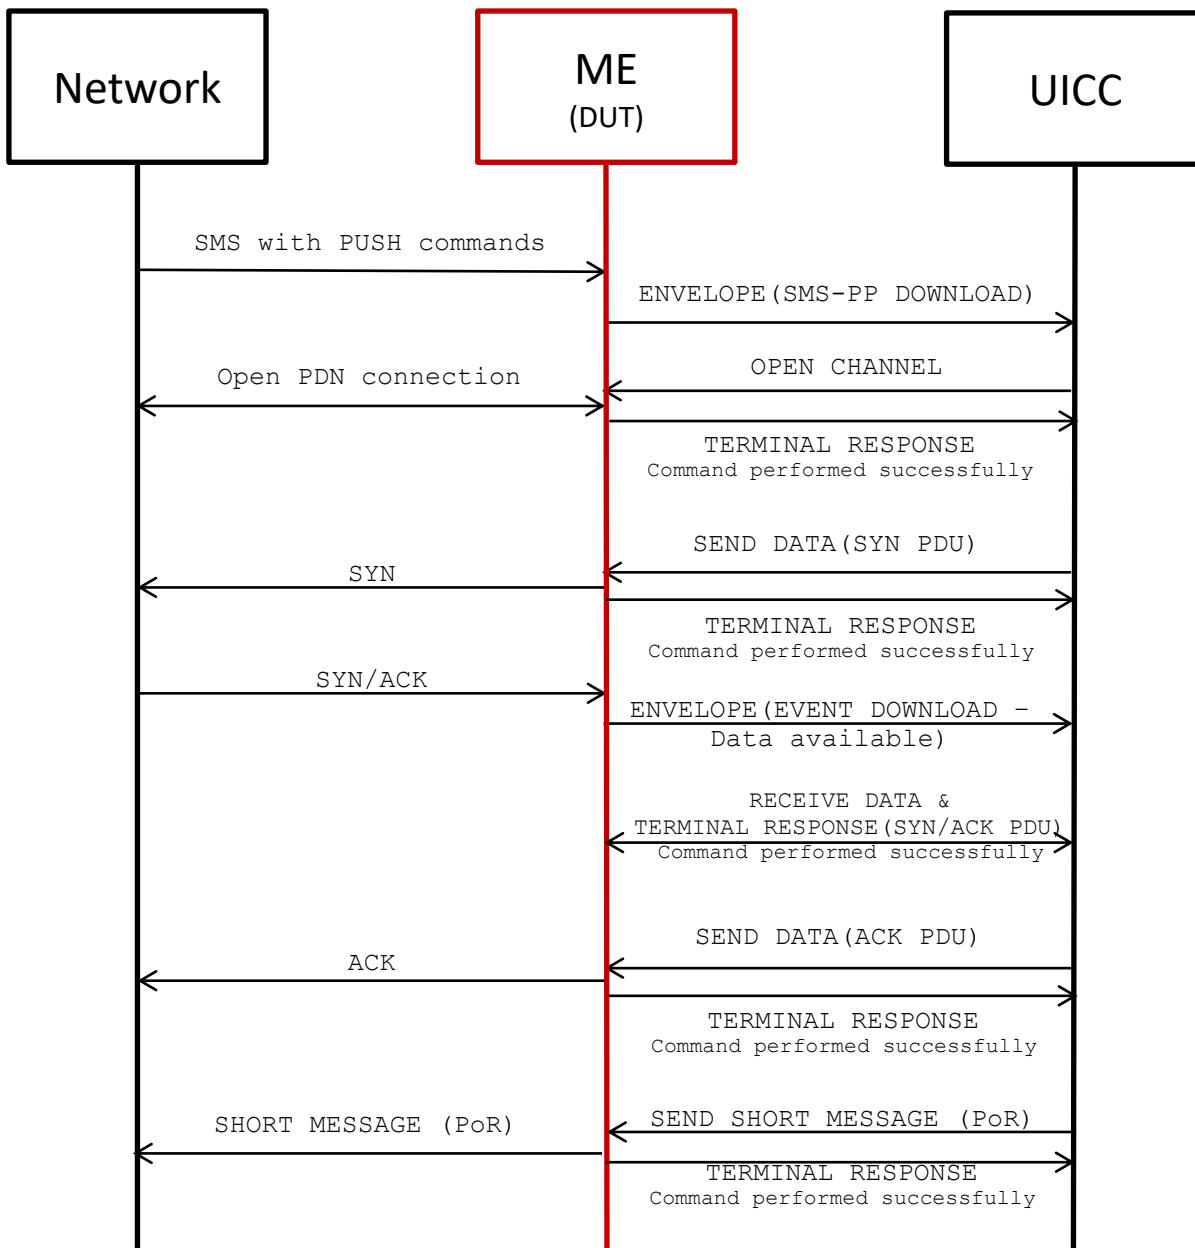 Network
ME
(DUT)
UICC
SMS with PUSH commands
ENVELOPE(SMS-PP DOWNLOAD)
OPEN CHANNEL
Open PDN connection
TERMINAL RESPONSE
Command performed successfully
SEND DATA(SYN PDU)
SYN
TERMINAL RESPONSE
Command performed successfully
SYN/ACK
ENVELOPE(EVENT DOWNLOAD –
Data available)
RECEIVE DATA &
TERMINAL RESPONSE(SYN/ACK PDU)
Command performed successfully
SEND DATA(ACK PDU)
ACK
TERMINAL RESPONSE
Command performed successfully
SEND SHORT MESSAGE (PoR)
SHORT MESSAGE (PoR)
TERMINAL RESPONSE
Command performed successfully